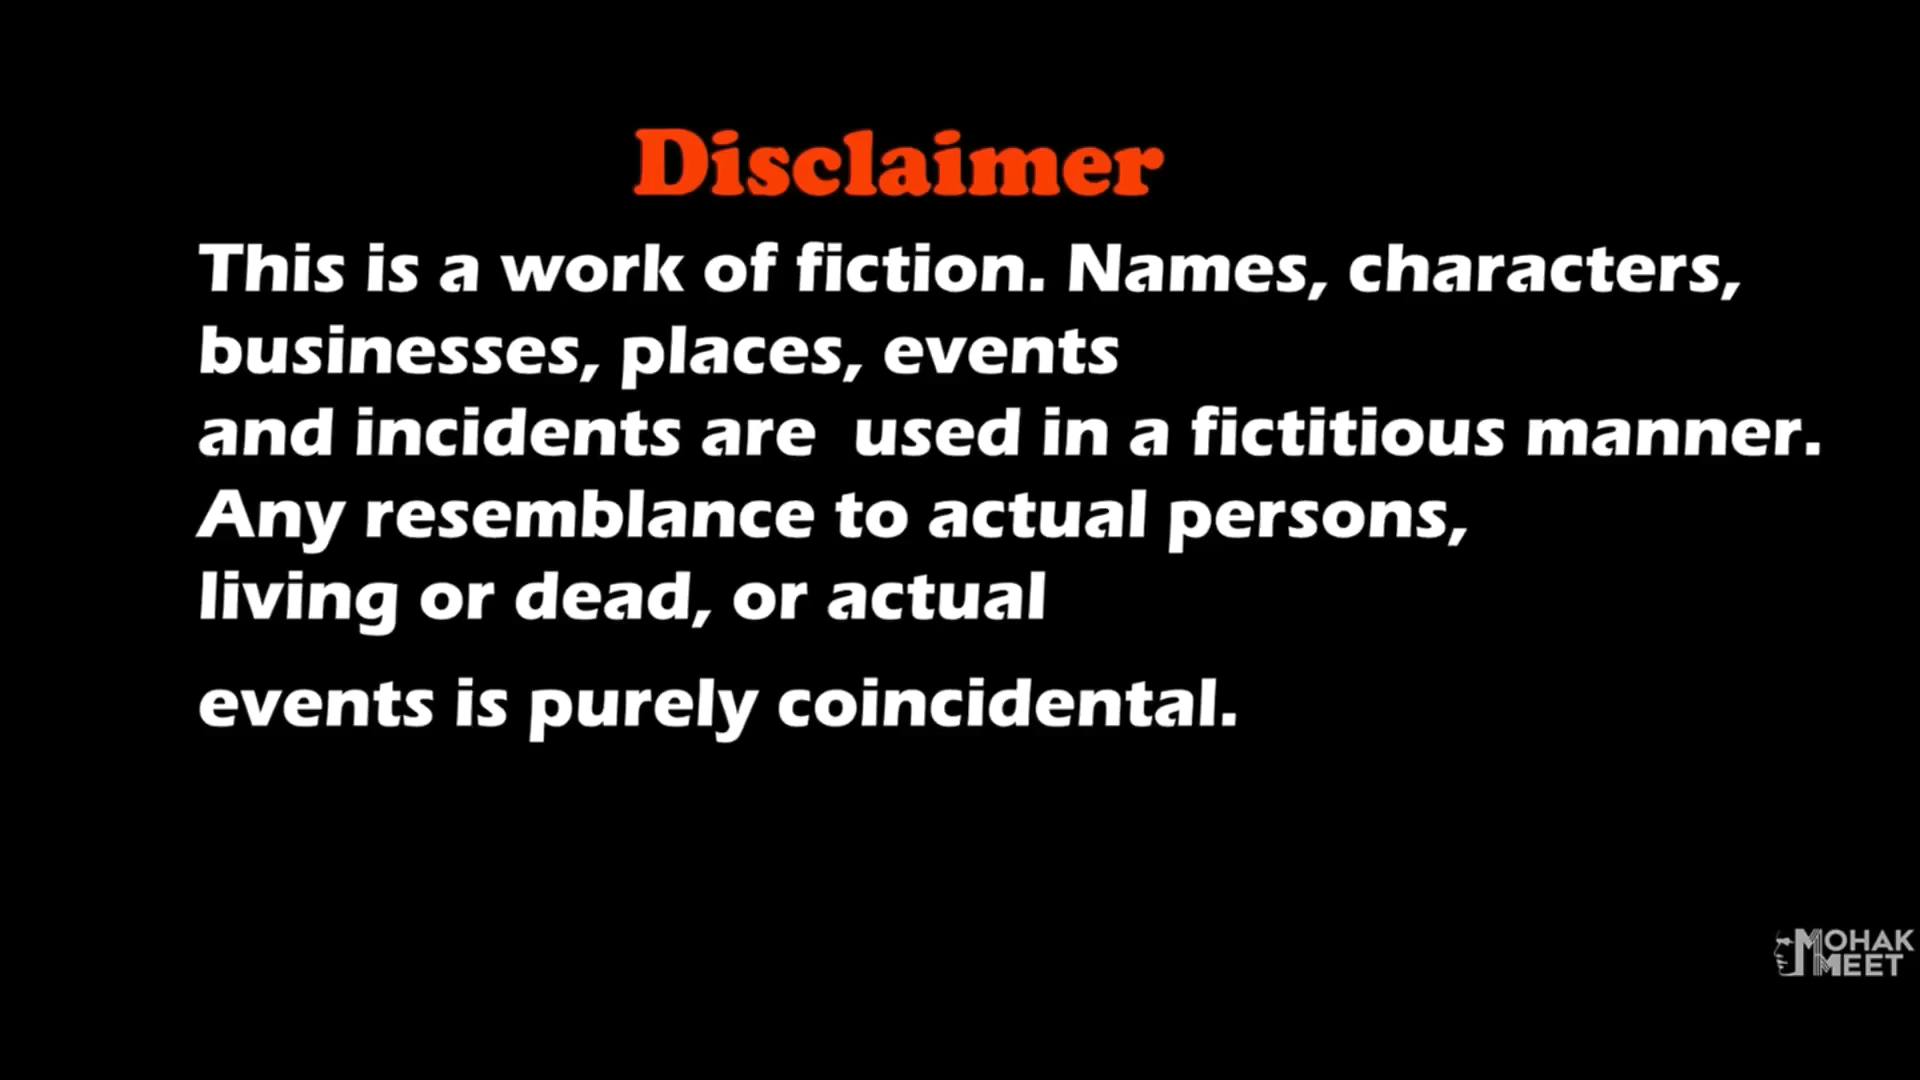 Disclaimer
This is a work of fiction. Names, characters,
businesses, places, events
and incidents are  used in a fictitious manner.
Any resemblance to actual persons,
living or dead, or actual
events is purely coincidental.
MOHAK
MEET